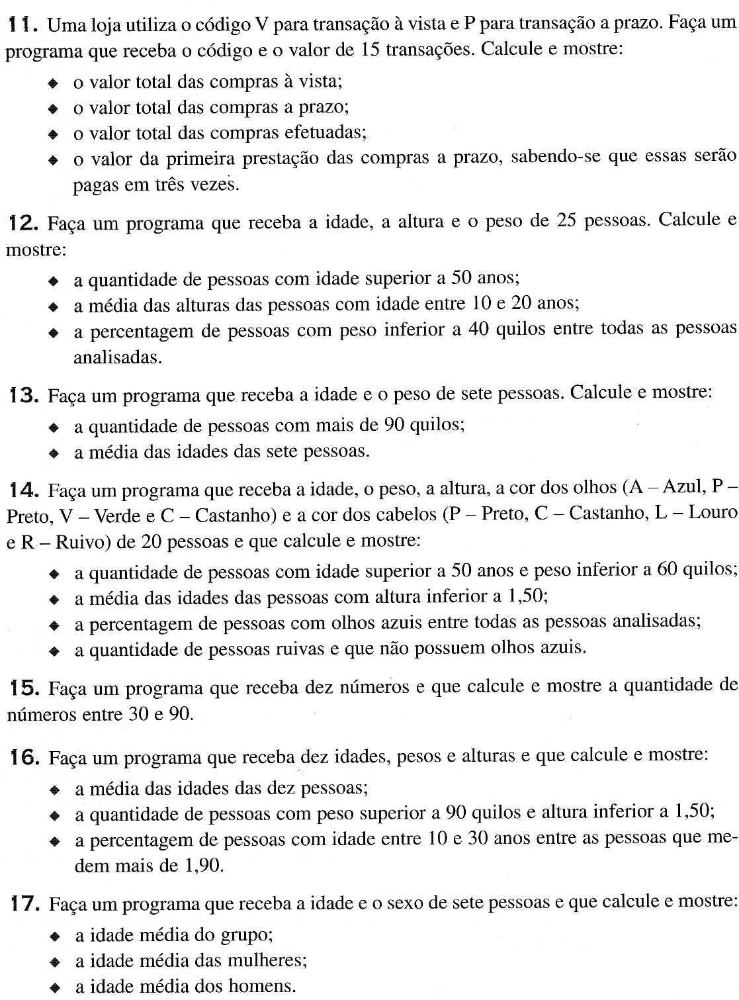 11. Uma loja utiliza o código V para transação à vista e P para transação a prazo. Faça um
programa que receba o código e o valor de 15 transações. Calcule e mostre:
◆ o valor total das compras à vista;
◆ o valor total das compras a prazo;
◆ o valor total das compras efetuadas;
◆ o valor da primeira prestação das compras a prazo, sabendo-se que essas serão
pagas em três vezes.
12. Faça um programa que receba a idade, a altura e o peso de 25 pessoas. Calcule e
mostre:
◆ a quantidade de pessoas com idade superior a 50 anos;
◆ a média das alturas das pessoas com idade entre 10 e 20 anos;
◆ a percentagem de pessoas com peso inferior a 40 quilos entre todas as pessoas
analisadas.
13. Faça um programa que receba a idade e o peso de sete pessoas. Calcule e mostre:
◆ a quantidade de pessoas com mais de 90 quilos;
◆ a média das idades das sete pessoas.
14. Faça um programa que receba a idade, o peso, a altura, a cor dos olhos (A – Azul, P –
Preto, V – Verde e C – Castanho) e a cor dos cabelos (P – Preto, C – Castanho, L – Louro
e R – Ruivo) de 20 pessoas e que calcule e mostre:
◆ a quantidade de pessoas com idade superior a 50 anos e peso inferior a 60 quilos;
◆ a média das idades das pessoas com altura inferior a 1,50;
◆ a percentagem de pessoas com olhos azuis entre todas as pessoas analisadas;
◆ a quantidade de pessoas ruivas e que não possuem olhos azuis.
15. Faça um programa que receba dez números e que calcule e mostre a quantidade de
números entre 30 e 90.
16. Faça um programa que receba dez idades, pesos e alturas e que calcule e mostre:
◆ a média das idades das dez pessoas;
◆ a quantidade de pessoas com peso superior a 90 quilos e altura inferior a 1,50;
◆ a percentagem de pessoas com idade entre 10 e 30 anos entre as pessoas que me-
dem mais de 1,90.
17. Faça um programa que receba a idade e o sexo de sete pessoas e que calcule e mostre:
◆ a idade média do grupo;
◆ a idade média das mulheres;
◆ a idade média dos homens.